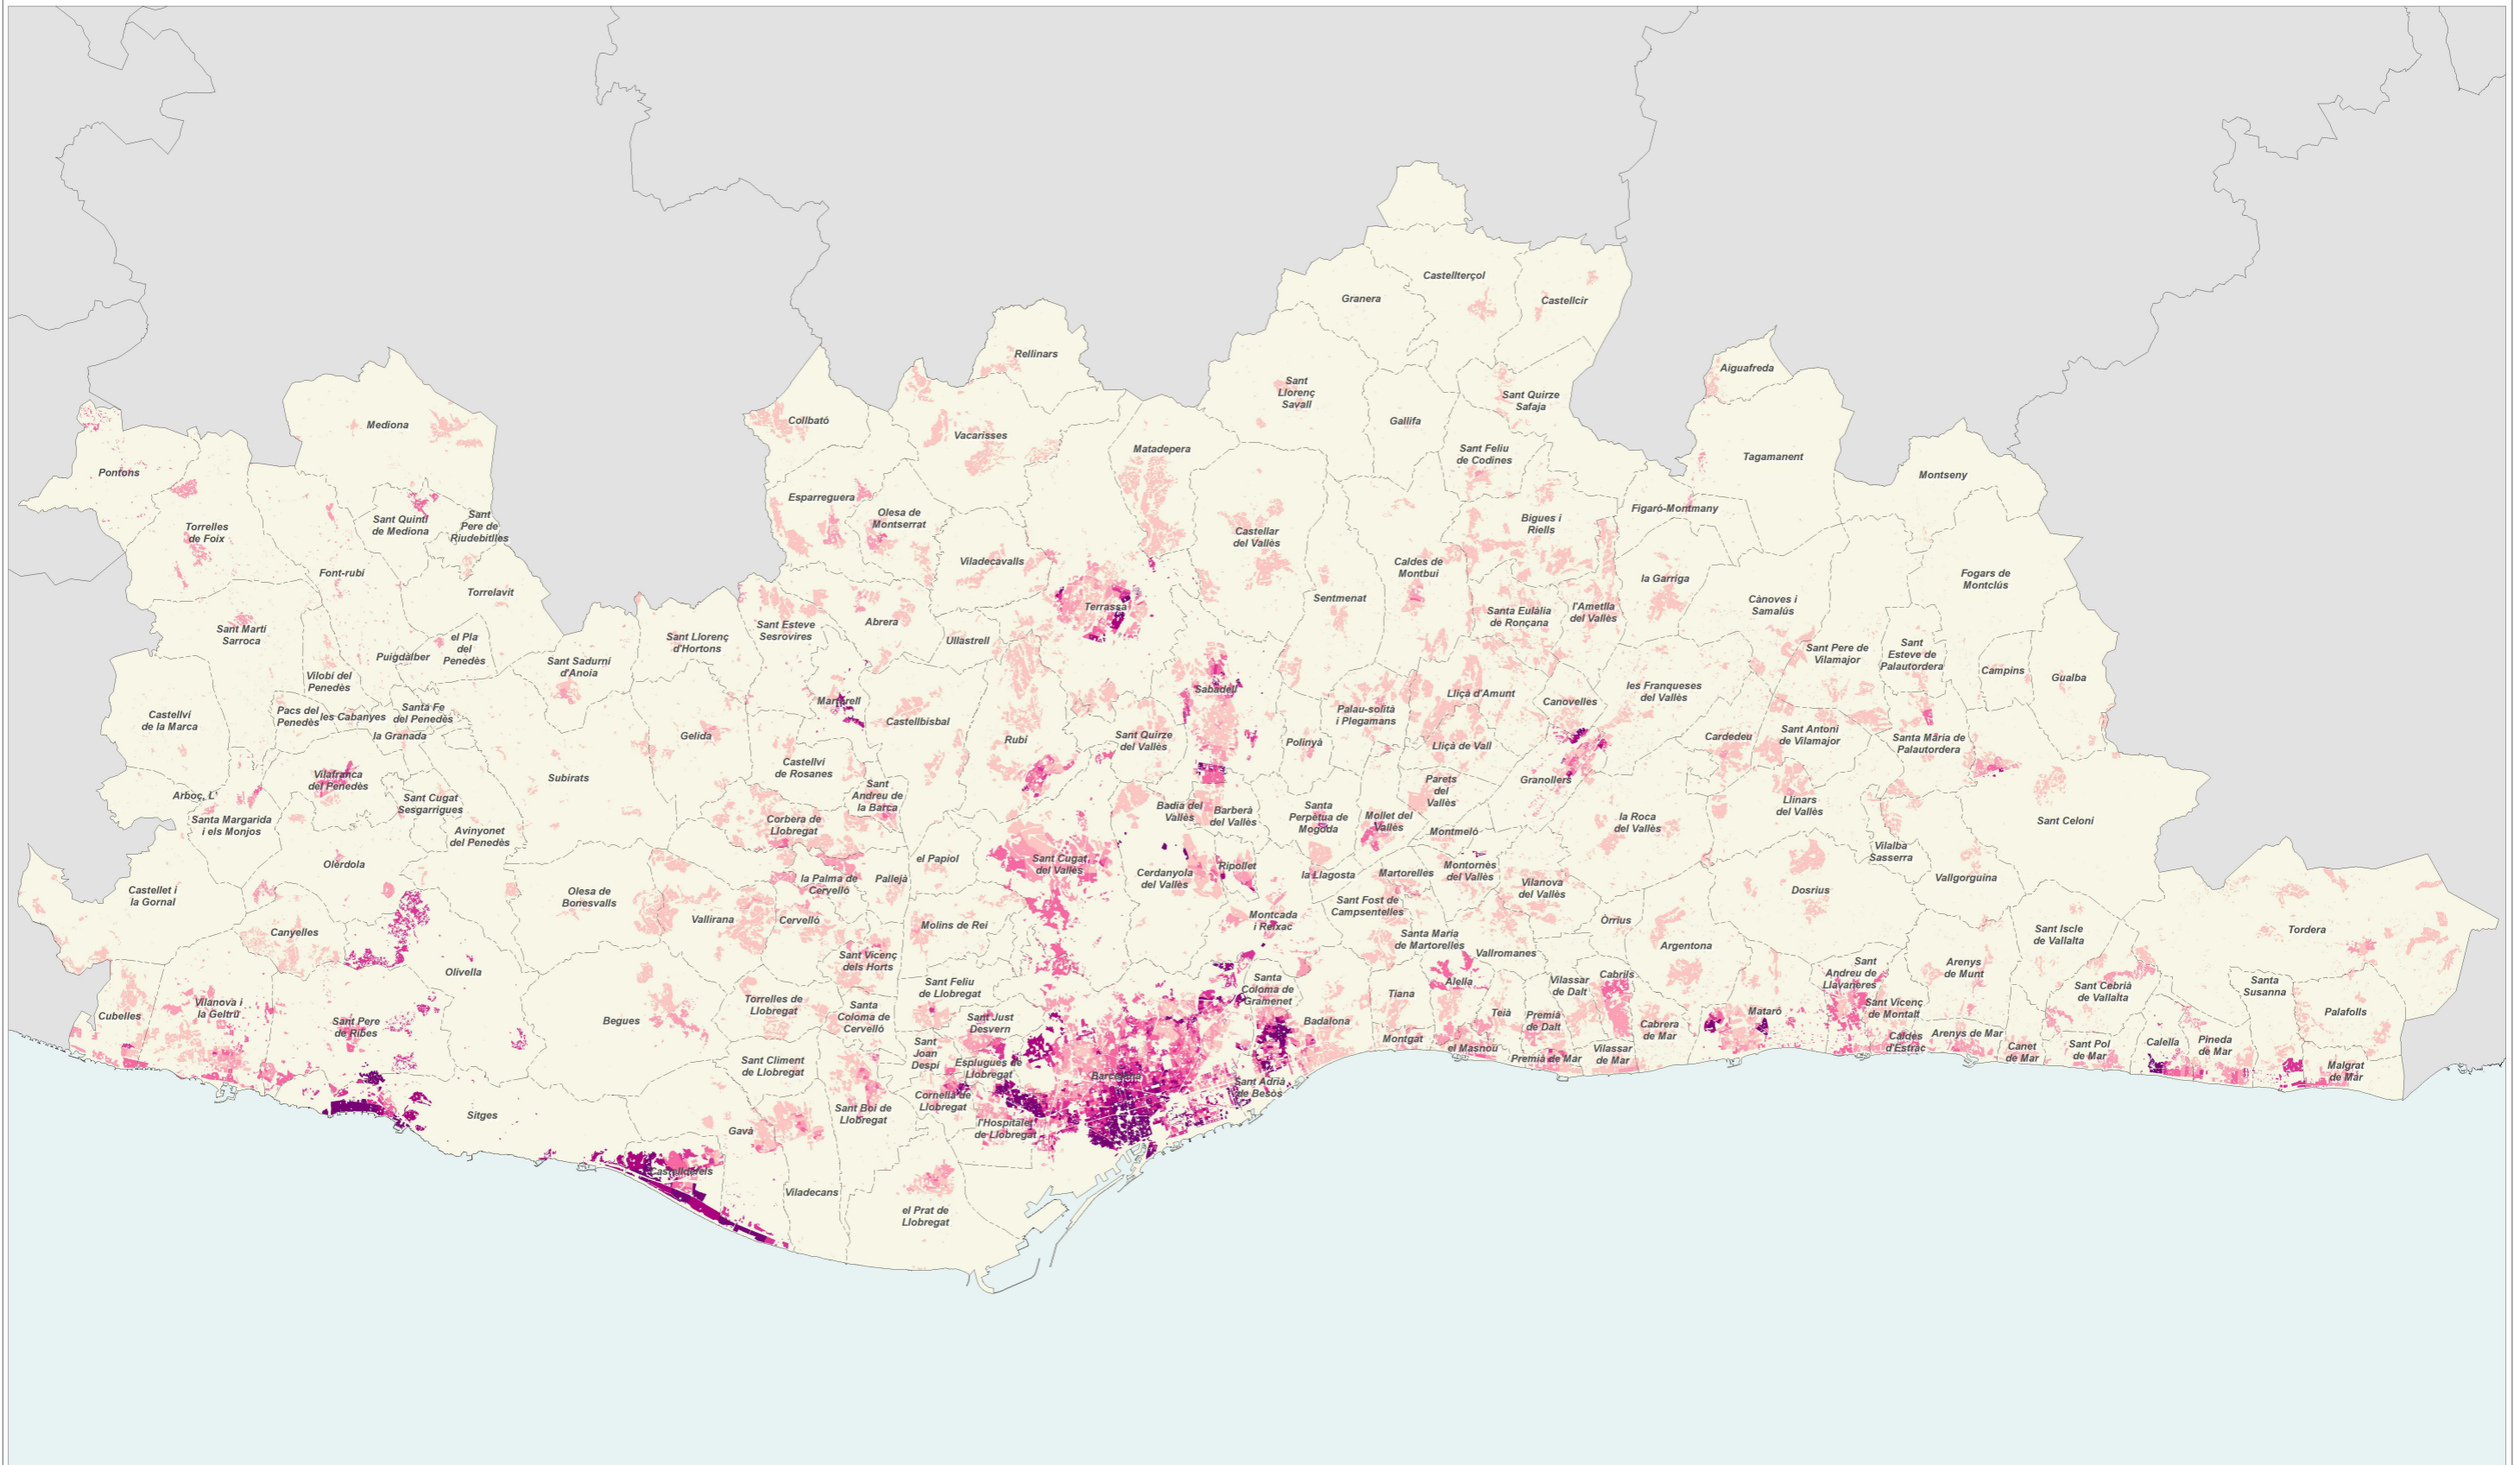 Castellterçol
Granera
Castellcir
Rellinars
Aiguafreda
Sant
Llorenç
Savall
Sant Quirze
Safaja
Collbató
Mediona
Gallifa
Vacarisses
Matadepera
Sant Feliu
de Codines
Tagamanent
Pontons
Montseny
Esparreguera
Figaró-Montmany
Olesa de
Montserrat
Bigues i
Riells
Sant Quintí
de Mediona
Sant
Pere de
Riudebitlles
Torrelles
de Foix
Castellar
del Vallès
Viladecavalls
Caldes de
Montbui
Font-rubí
la Garriga
Fogars de
Montclús
Torrelavit
Sentmenat
Terrassa
Cànoves i
Samalús
Santa Eulàlia
de Ronçana
l'Ametlla
del Vallès
Abrera
Sant Esteve
Sesrovires
Sant Martí
Sarroca
Sant Llorenç
d'Hortons
Ullastrell
el Pla
del
Penedès
Puigdàlber
Sant Pere de
Vilamajor
Sant
Esteve de
Palautordera
Campins
Gualba
Sant Sadurní
d'Anoia
Vilobí del
Penedès
Sabadell
Lliçà d'Amunt
les Franqueses
del Vallès
Canovelles
Martorell
Castellví
de la Marca
Pacs del
Penedès
les Cabanyes
Santa Fe
del Penedès
Castellbisbal
Palau-solità
i Plegamans
la Granada
Gelida
Rubí
Sant Quirze
del Vallès
Polinyà
Lliçà de Vall
Cardedeu
Sant Antoni
de Vilamajor
Santa Maria de
Palautordera
Castellví
de Rosanes
Vilafranca
del Penedès
Subirats
Granollers
Arboç, L'
Sant Cugat
Sesgarrigues
Sant
Andreu de
la Barca
Parets
del
Vallès
Llinars
del Vallès
Santa Margarida
i els Monjos
Badia del
Vallès
Barberà
del Vallès
Santa
Perpètua de
Mogoda
Mollet del
Vallès
Corbera de
Llobregat
Avinyonet
del Penedès
Montmeló
la Roca
del Vallès
Sant Celoni
Olèrdola
el Papiol
Sant Cugat
del Vallès
Vilalba
Sasserra
Ripollet
Cerdanyola
del Vallès
la Llagosta
Martorelles
Montornès
del Vallès
Vilanova
del Vallès
Vallgorguina
Dosrius
la Palma de
Cervelló
Pallejà
Castellet i
la Gornal
Olesa de
Bonesvalls
Sant Fost de
Campsentelles
Vallirana
Cervelló
Molins de Rei
Montcada
i Reixac
Òrrius
Canyelles
Santa Maria
de Martorelles
Vallromanes
Argentona
Sant Iscle
de Vallalta
Tordera
Olivella
Sant Vicenç
dels Horts
Sant Feliu
de Llobregat
Santa
Coloma de
Gramenet
Alella
Tiana
Vilassar
de Dalt
Cabrils
Sant
Andreu de
Llavaneres
Arenys
de Munt
Sant Cebrià
de Vallalta
Santa
Susanna
Palafolls
Cubelles
Vilanova i
la Geltrú
Sant Pere
de Ribes
Begues
Torrelles de
Llobregat
Santa
Coloma de
Cervelló
Sant Just
Desvern
Badalona
Teià
Premià
de Dalt
Cabrera
de Mar
Mataró
Sant Vicenç
de Montalt
Montgat
el Masnou
Premià de Mar
Vilassar
de Mar
Caldes
d'Estrac
Arenys de Mar
Canet
de Mar
Sant Pol
de Mar
Calella
Pineda
de Mar
Malgrat
de Mar
Sant Climent
de Llobregat
Sant
Joan
Despí
Esplugues de
Llobregat
Barcelona
Sant Adrià
de Besòs
Cornellà de
Llobregat
Sant Boi de
Llobregat
Sitges
Gavà
l'Hospitalet
de Llobregat
Castelldefels
Viladecans
el Prat de
Llobregat